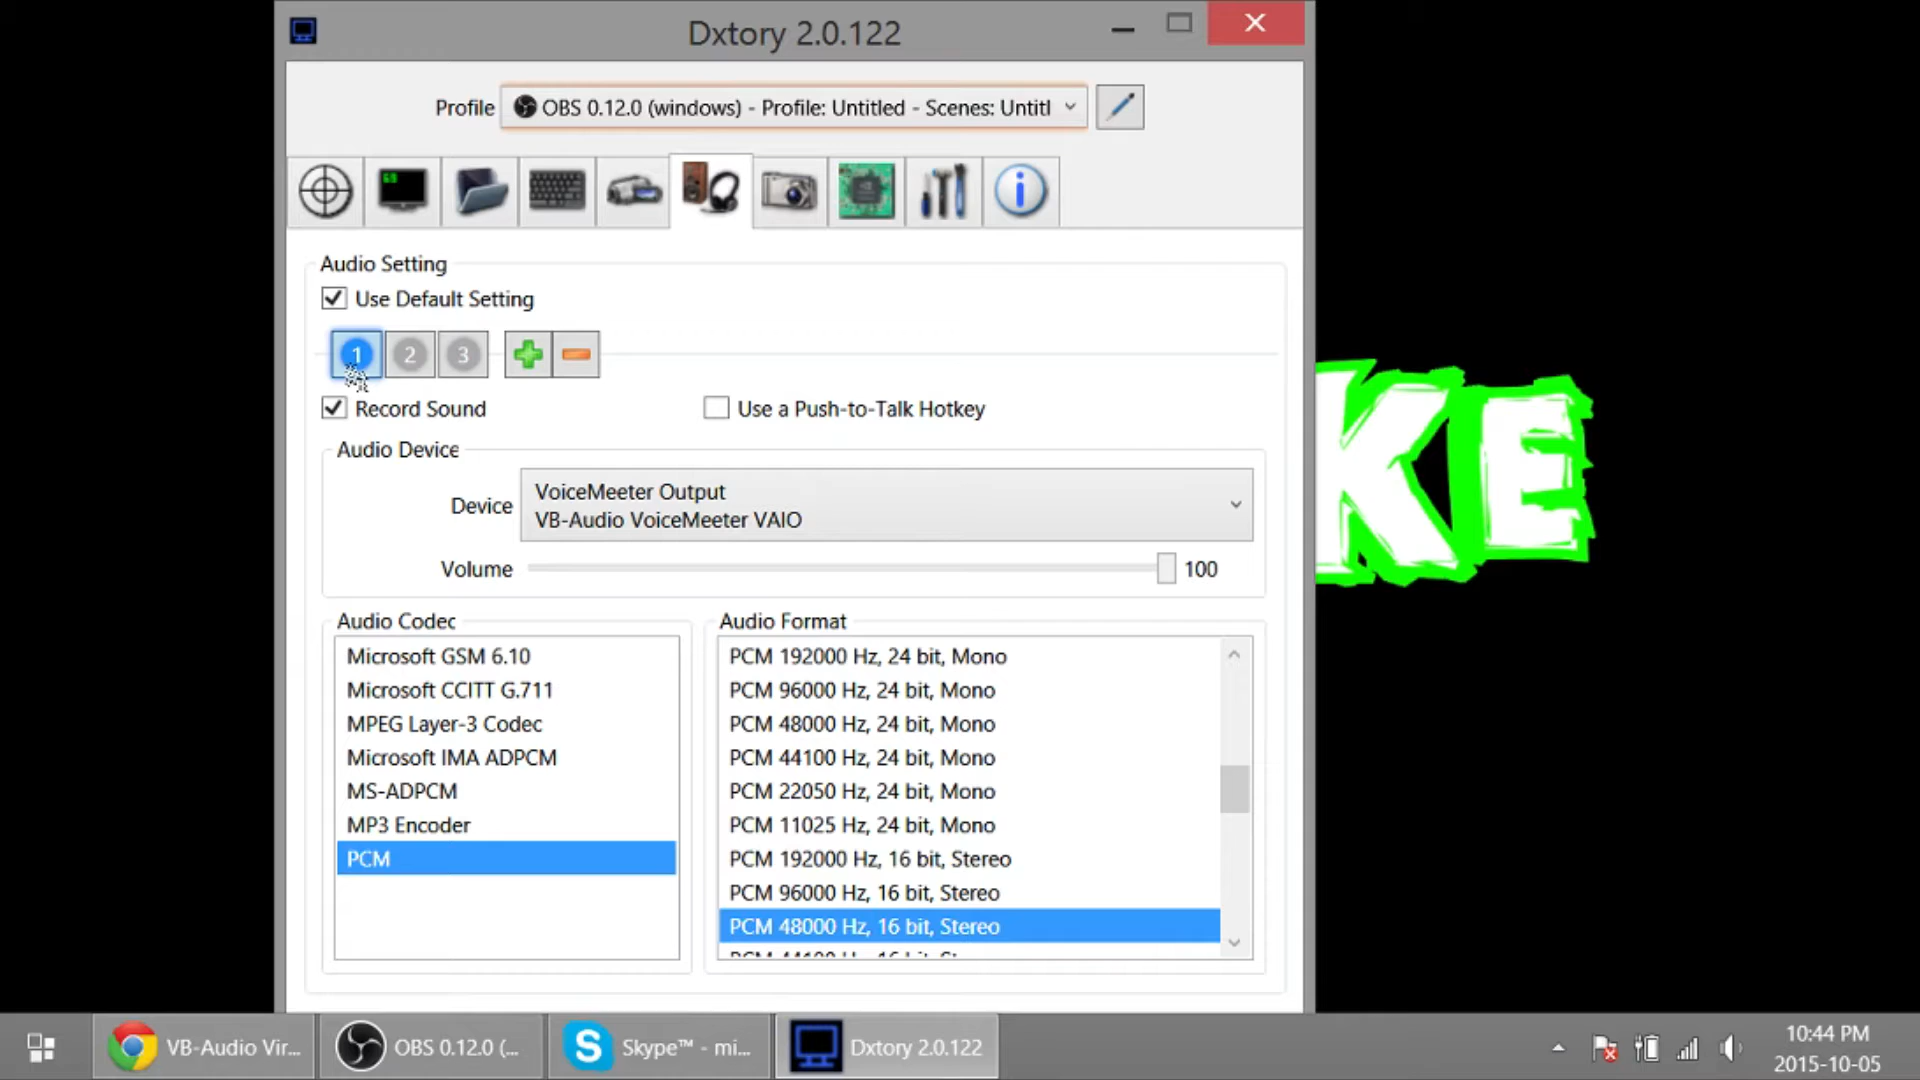 Dxtory 2.0.122
Profile
OBS 0.12.0 (windows) - Profile: Untitled - Scenes: Untitl
Audio Setting
Use Default Setting
1 2 3
Record Sound
Use a Push-to-Talk Hotkey
Audio Device
Device
VoiceMeeter Output
VB-Audio VoiceMeeter VAIO
Volume
100
Audio Codec
Microsoft GSM 6.10
Microsoft CCITT G.711
MPEG Layer-3 Codec
Microsoft IMA ADPCM
MS-ADPCM
MP3 Encoder
PCM
Audio Format
PCM 192000 Hz, 24 bit, Mono
PCM 96000 Hz, 24 bit, Mono
PCM 48000 Hz, 24 bit, Mono
PCM 44100 Hz, 24 bit, Mono
PCM 22050 Hz, 24 bit, Mono
PCM 11025 Hz, 24 bit, Mono
PCM 192000 Hz, 16 bit, Stereo
PCM 96000 Hz, 16 bit, Stereo
PCM 48000 Hz, 16 bit, Stereo
KE
VB-Audio Vir...
OBS 0.12.0 (...
Skype™ - mi...
Dxtory 2.0.122
10:44 PM
2015-10-05